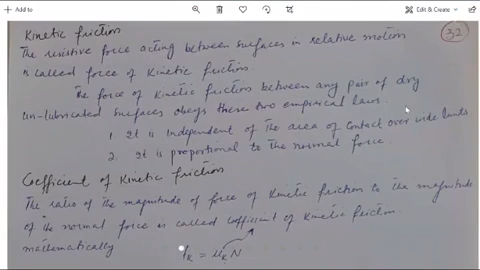 Add to
Edit & Create
32
Kinetic friction
The resistive force acting between surfaces in relative motion
is called force of Kinetic friction.
The force of Kinetic friction between any pair of dry
un-lubricated surfaces obeys these two empirical laws.
1. It is independent of the area of contact over wide limits
2. It is proportional to the normal force.
Coefficient of Kinetic friction
The ratio of the magnitude of force of Kinetic friction to the magnitude
of the normal force is called coefficient of Kinetic friction.
mathematically fk = μk N